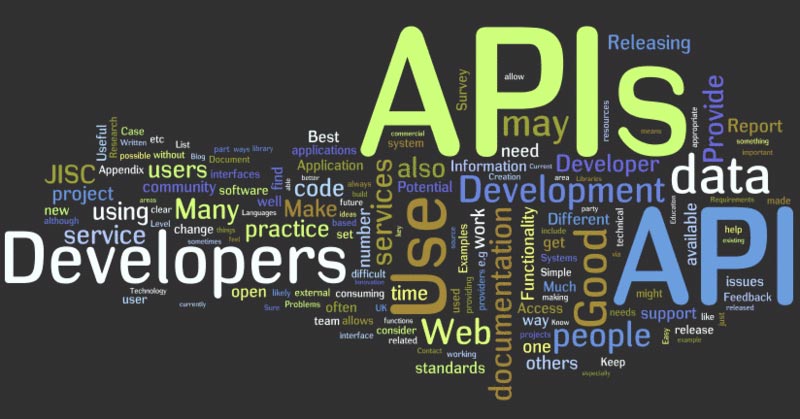 APIs
Releasing
Survey
allow
resources
means
appropriate
Provide
Report
something
important
commercial
system
may
need
Useful
Research
Case
Written
etc
List
possible
without
Blog
part
ways
library
Document
Best
applications
JISC
Appendix
users
interfaces
able
better
Application
also
Information
Current
Developer
Creation
area
Libraries
project
community
software
find
code
always
build
Potential
Development
data
Education
Requirements
made
new
although
areas
using
clear
Many
Languages
well
Make
future
ideas
services
service
Level
change
things
sometimes
feel
practice
based
set
number
key
Use
source
work
e.g
Examples
providers
providing
used
documentation
Functionality
Different
party
include
get
Systems
Simple
Much
making
Good
via
technical
available
API
help
existing
Developers
Technology
user
currently
open
likely
Sure
external
Problems
difficult
Innovation
consuming
time
often
UK
team
allows
functions
consider
interface
related
Web
Contact
working
standards
Access
way
Know
projects
one
others
people
especially
Keep
needs
might
support
like
just
issues
Feedback
released
release
Easy
example